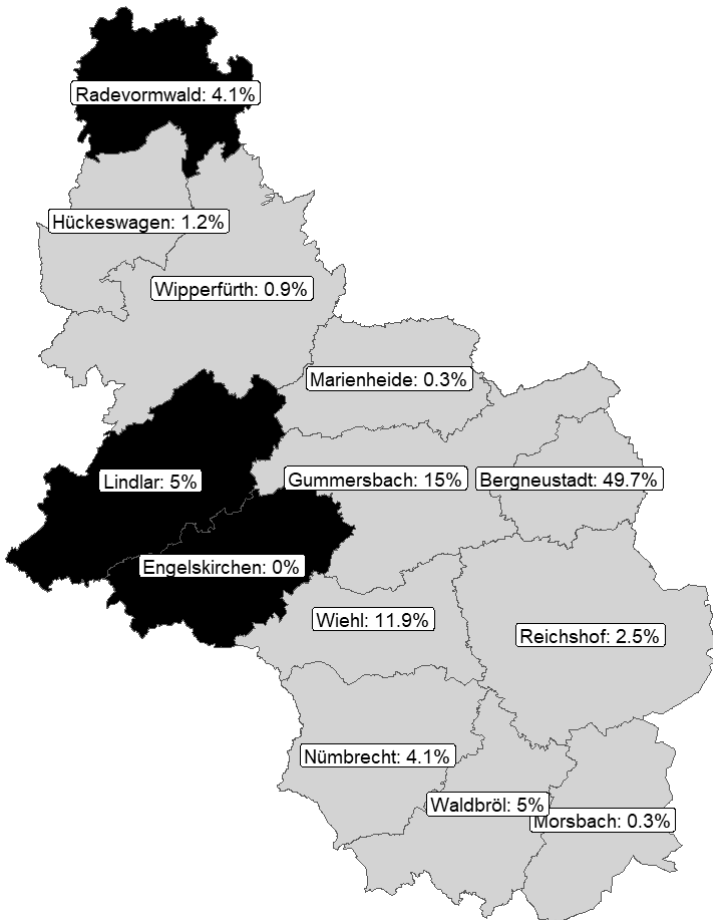 Radevormwald: 4.1%
Hückeswagen: 1.2%
Wipperfürth: 0.9%
Marienheide: 0.3%
Lindlar: 5%
Gummersbach: 15%
Bergneustadt: 49.7%
Engelskirchen: 0%
Wiehl: 11.9%
Reichshof: 2.5%
Nümbrecht: 4.1%
Waldbröl: 5%
Morsbach: 0.3%